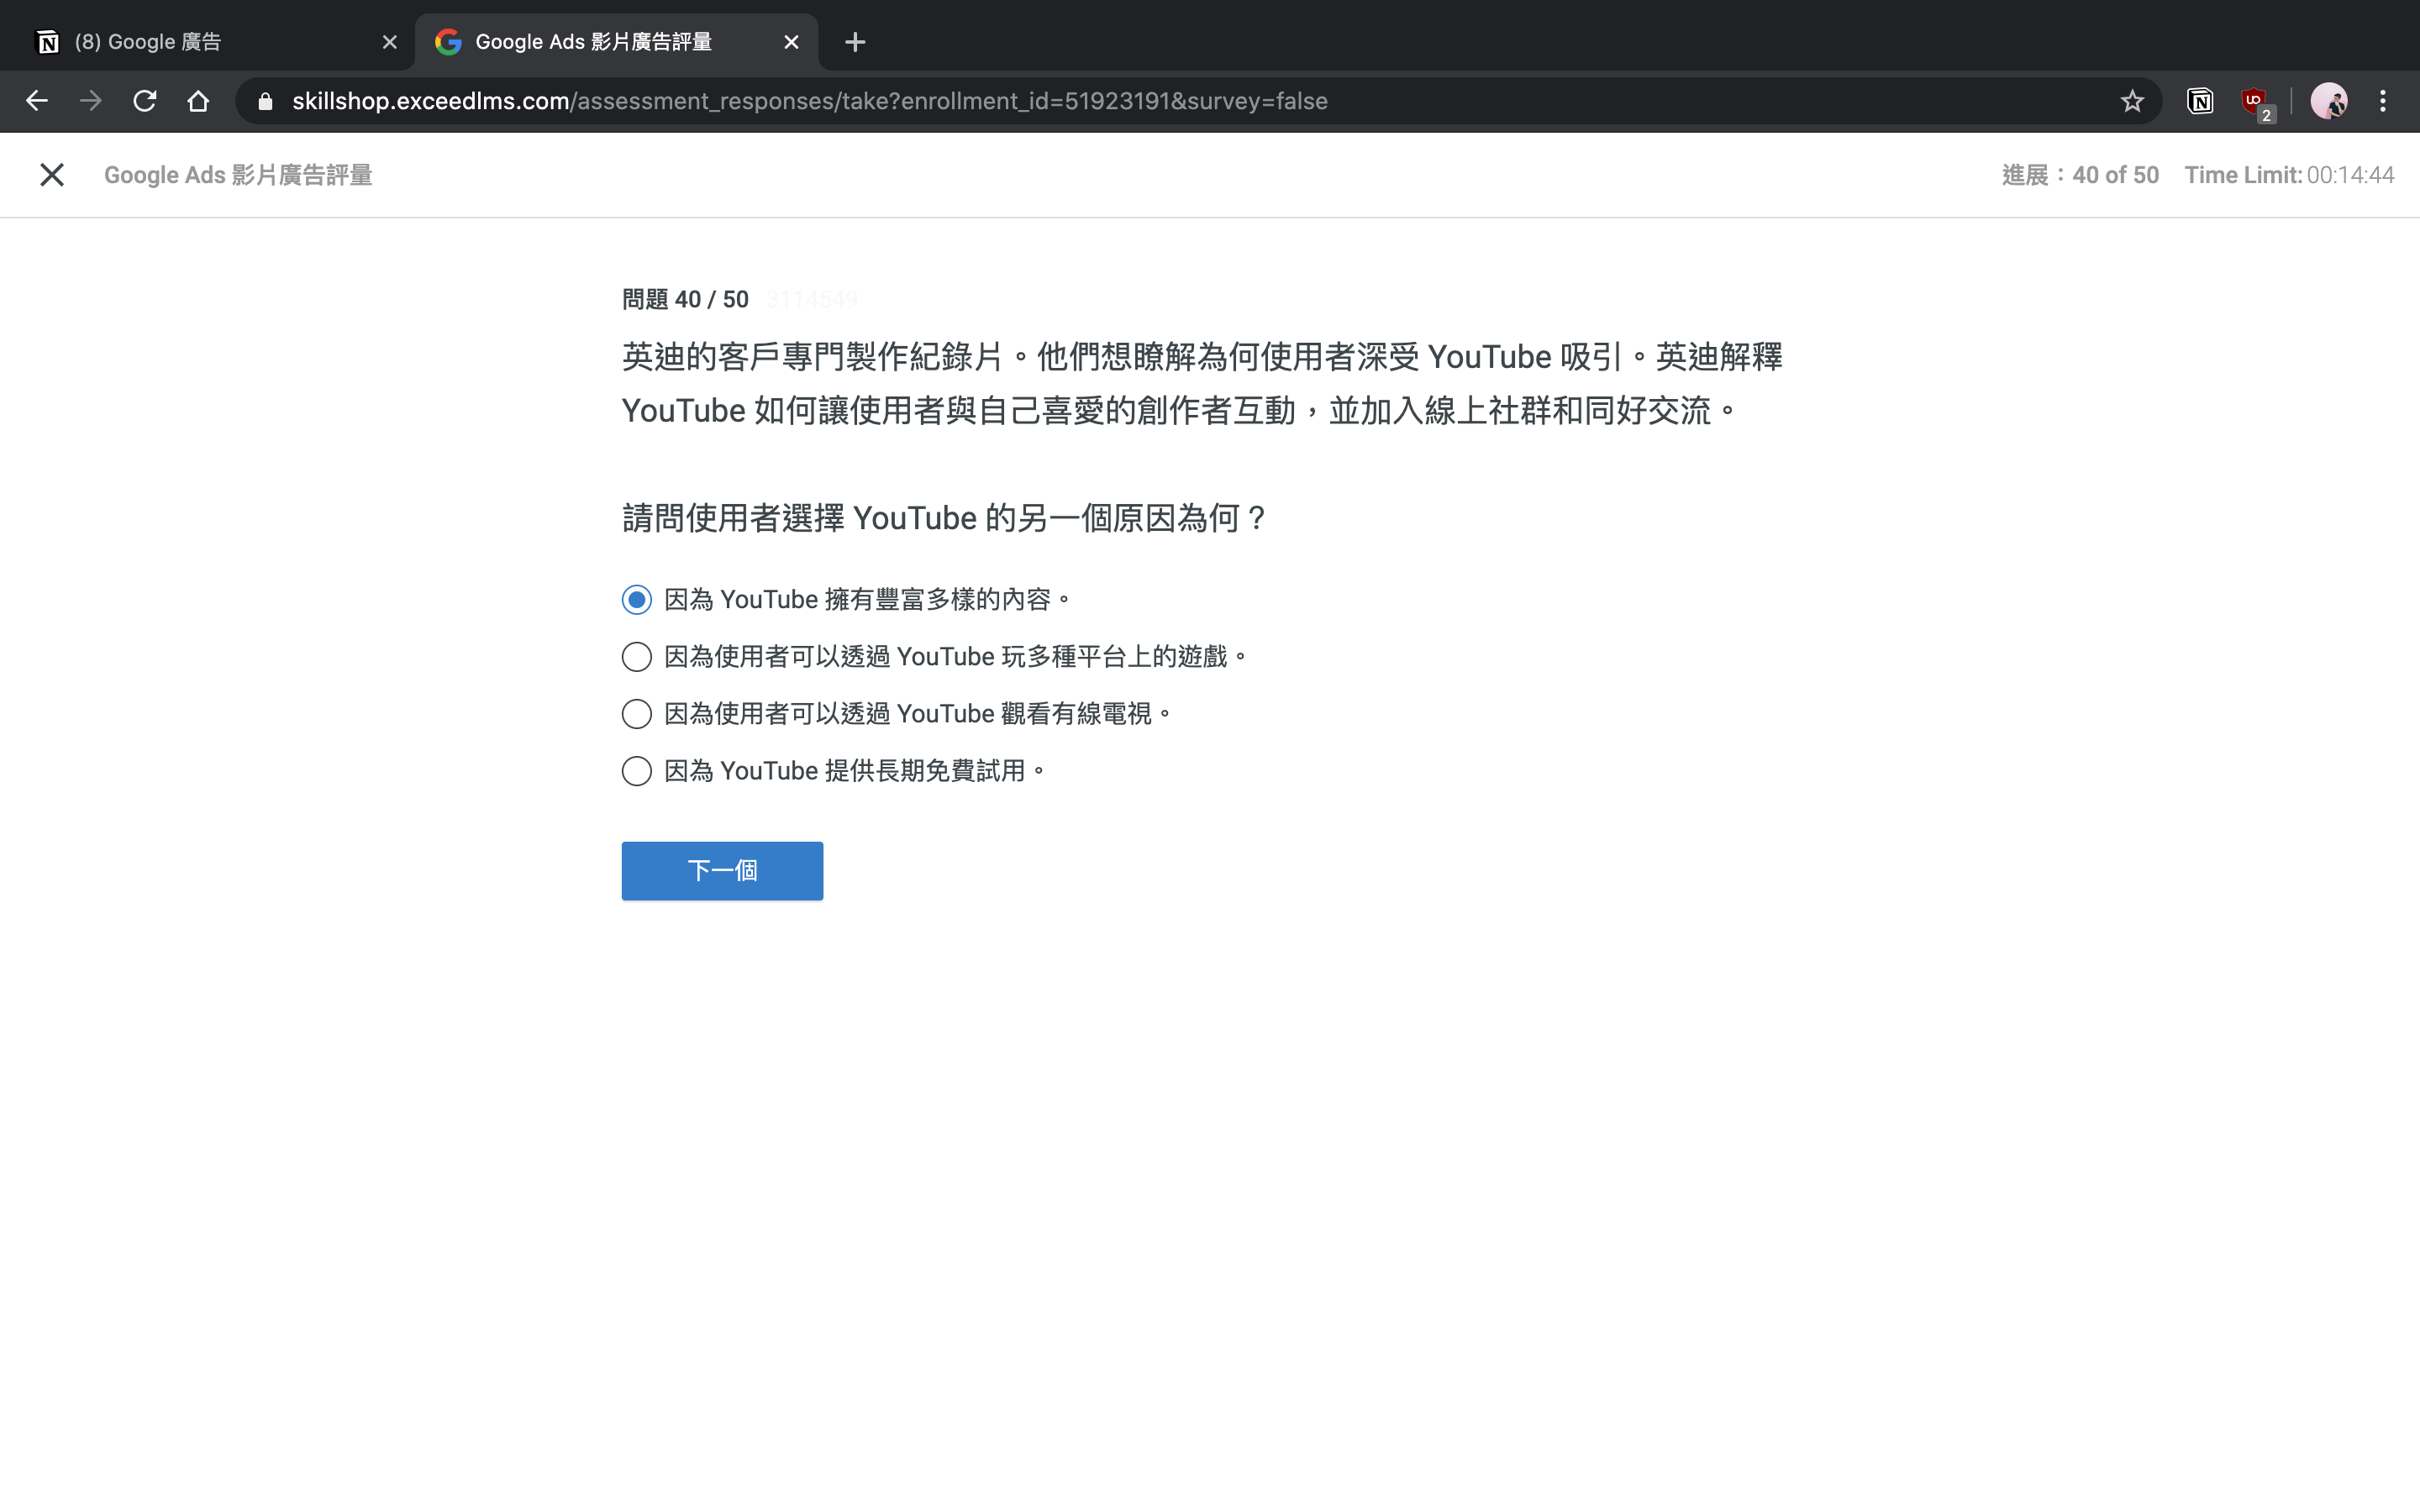 (8) Google 廣告
Google Ads 影片廣告評量
skillshop.exceedlms.com/assessment_responses/take?enrollment_id=51923191&survey=false
2
Google Ads 影片廣告評量
進展：40 of 50 Time Limit: 00:14:44
問題 40 / 50 3114549
英迪的客戶專門製作紀錄片。他們想瞭解為何使用者深受 YouTube 吸引。英迪解釋
YouTube 如何讓使用者與自己喜愛的創作者互動，並加入線上社群和同好交流。
請問使用者選擇 YouTube 的另一個原因為何？
因為 YouTube 擁有豐富多樣的內容。
因為使用者可以透過 YouTube 玩多種平台上的遊戲。
因為使用者可以透過 YouTube 觀看有線電視。
因為 YouTube 提供長期免費試用。
下一個